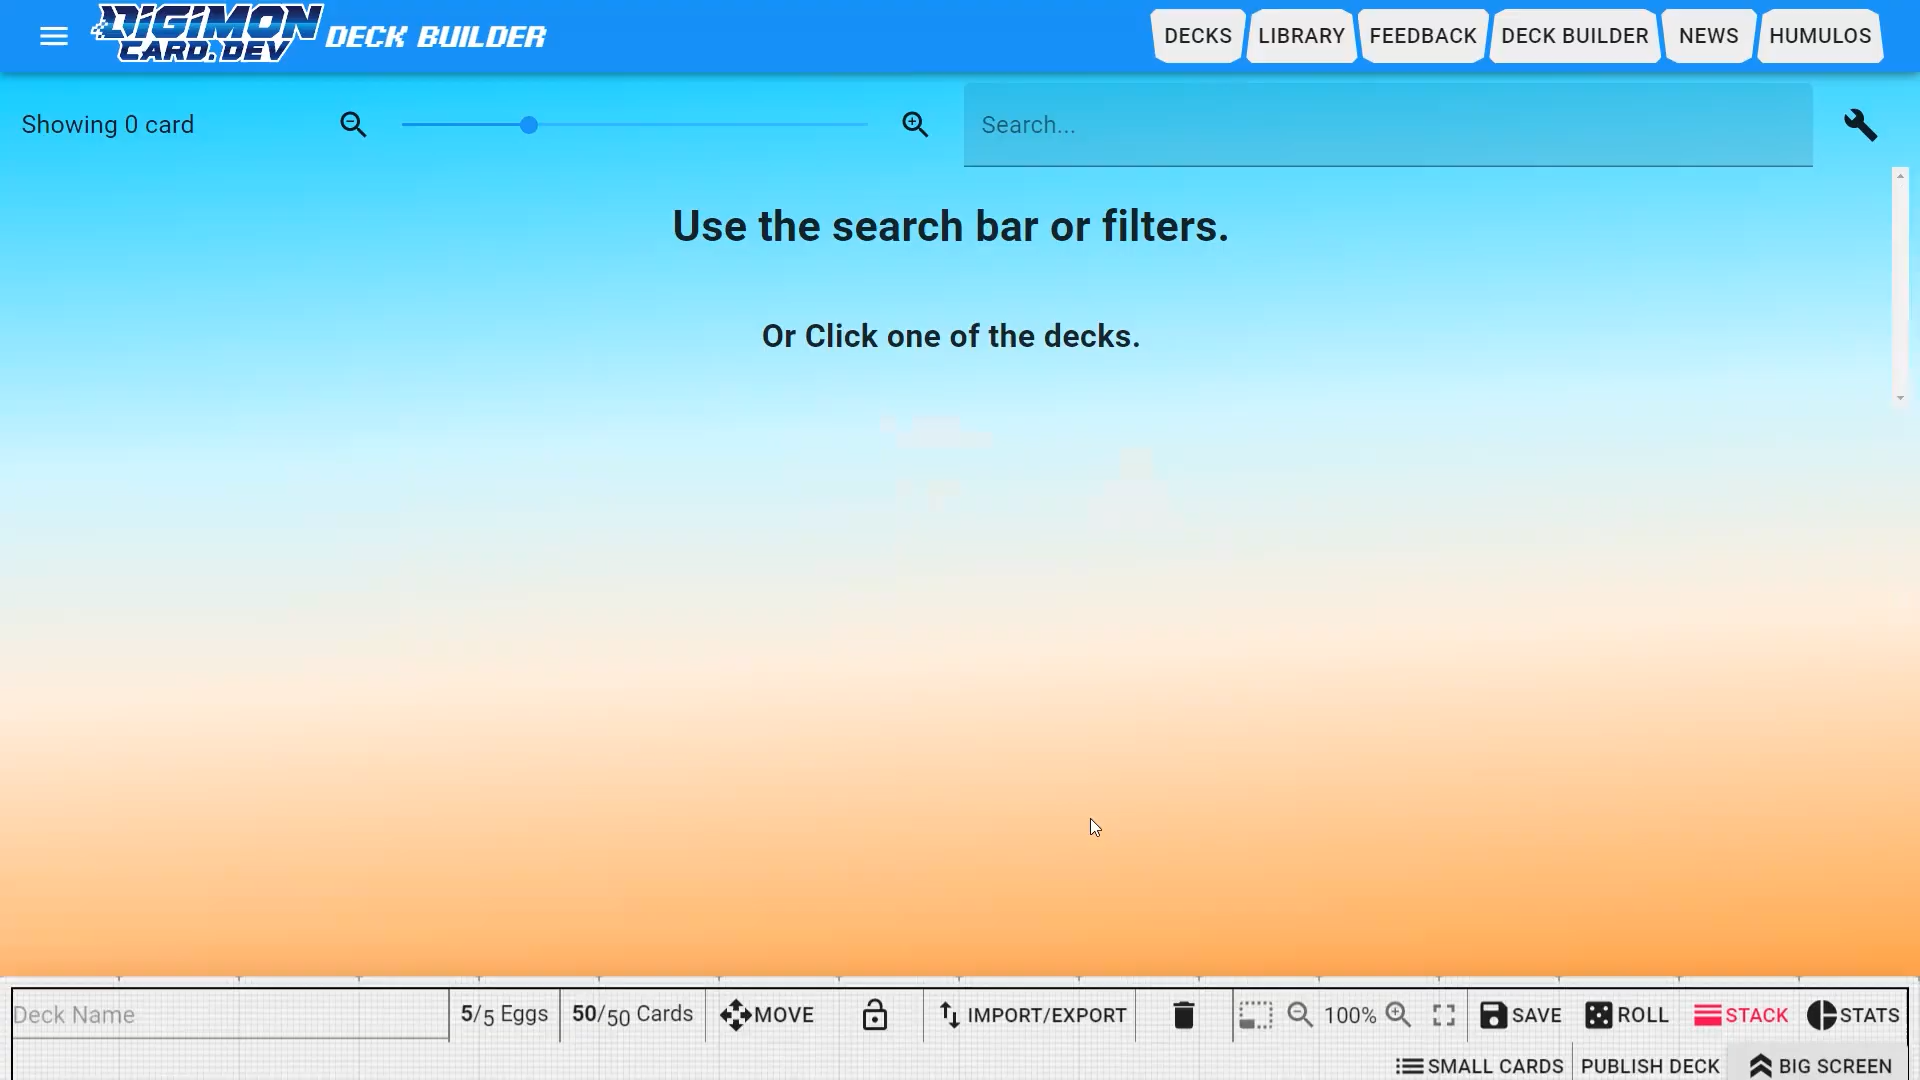 DIGIMON
CARD.DEV
DECK BUILDER
DECKS
LIBRARY
FEEDBACK
DECK BUILDER
NEWS
HUMULOS
Showing 0 card
Search...
Use the search bar or filters.
Or Click one of the decks.
Deck Name
5/5 Eggs
50/50 Cards
MOVE
IMPORT/EXPORT
100%
SAVE
ROLL
STACK
STATS
SMALL CARDS
PUBLISH DECK
BIG SCREEN